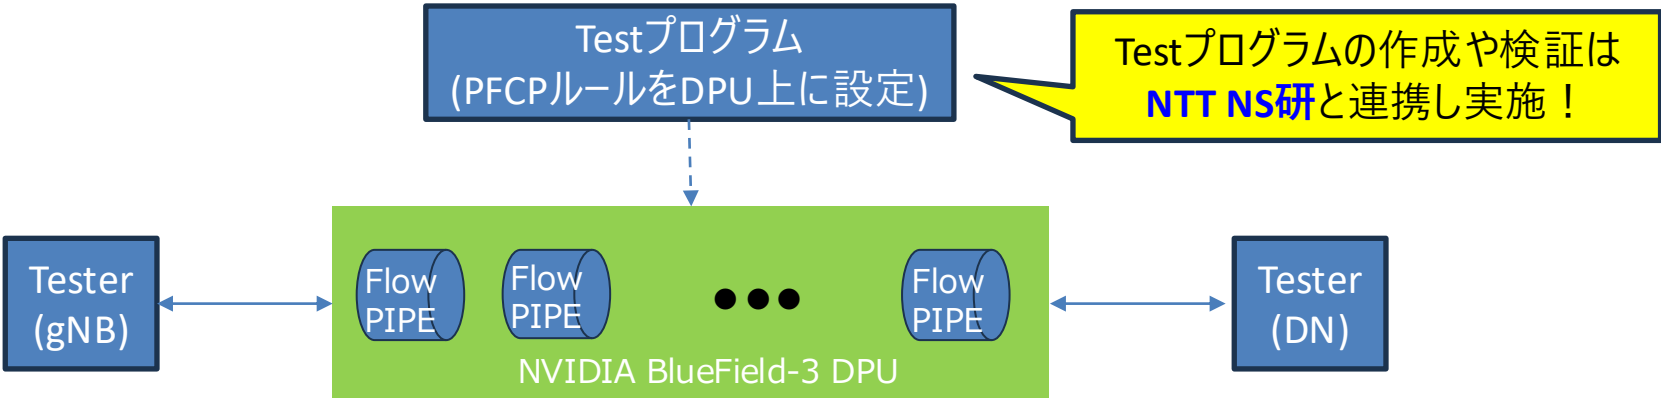 Testプログラム
(PFCPルールをDPU上に設定)
Testプログラムの作成や検証は
NTT NS研と連携し実施！
Tester
(gNB)
Flow
PIPE
Flow
PIPE
●●●
Flow
PIPE
NVIDIA BlueField-3 DPU
Tester
(DN)